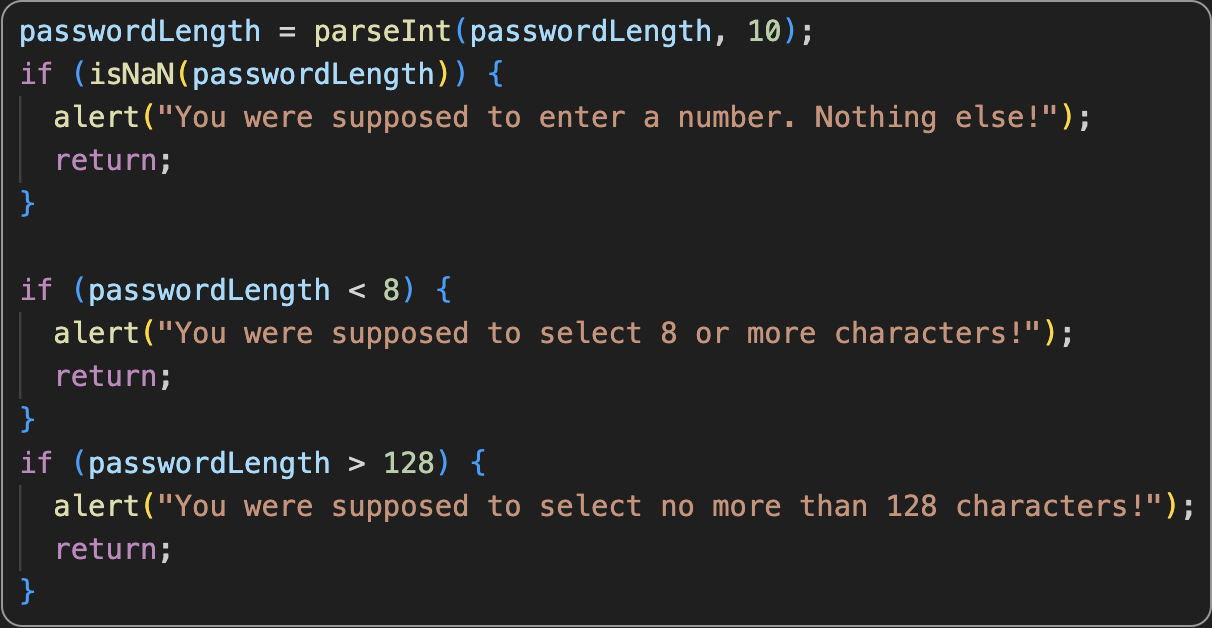 passwordLength = parseInt(passwordLength, 10);
if (isNaN(passwordLength)) {
  alert("You were supposed to enter a number. Nothing else!");
  return;
}

if (passwordLength < 8) {
  alert("You were supposed to select 8 or more characters!");
  return;
}
if (passwordLength > 128) {
  alert("You were supposed to select no more than 128 characters!");
  return;
}